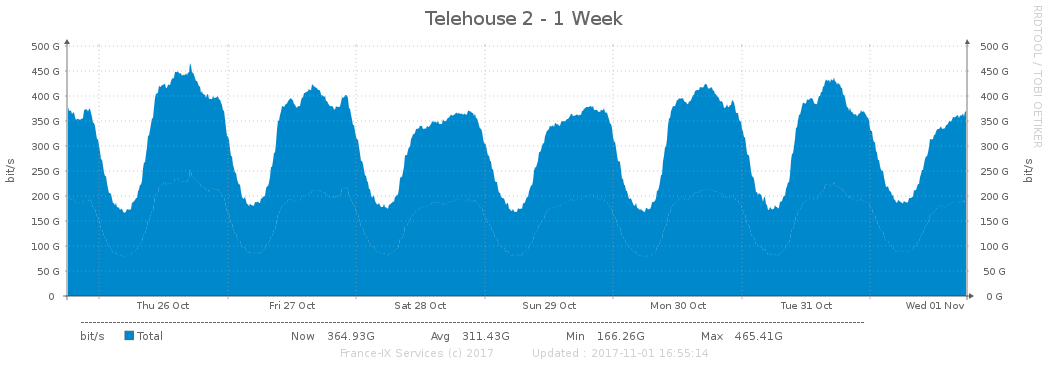 Telehouse 2 - 1 Week
RRDTOOL / TOBI OETIKER
500 G 500 G
450 G 450 G
400 G 400 G
350 G 350 G
300 G 300 G
250 G 250 G
200 G 200 G
150 G 150 G
100 G 100 G
50 G 50 G
0 0 G
bit/s bit/s
Thu 26 Oct Fri 27 Oct Sat 28 Oct Sun 29 Oct Mon 30 Oct Tue 31 Oct Wed 01 Nov
bit/s Total Now 364.93G Avg 311.43G Min 166.26G Max 465.41G
France-IX Services (c) 2017 Updated : 2017-11-01 16:55:14